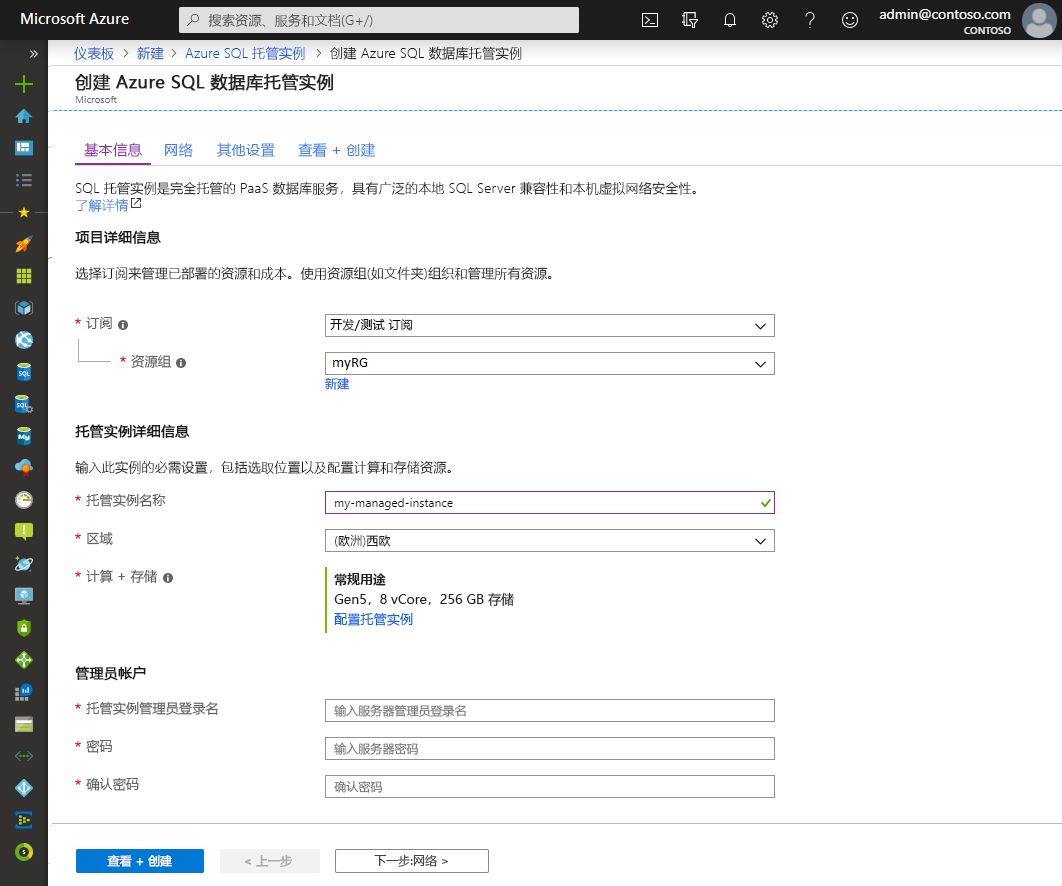 Microsoft Azure
搜索资源、服务和文档(G+/)
admin@contoso.com
CONTOSO
仪表板 > 新建 > Azure SQL 托管实例 > 创建 Azure SQL 数据库托管实例
创建 Azure SQL 数据库托管实例
Microsoft
基本信息 网络 其他设置 查看 + 创建
SQL 托管实例是完全托管的 PaaS 数据库服务，具有广泛的本地 SQL Server 兼容性和本机虚拟网络安全性。
了解详情
项目详细信息
选择订阅来管理已部署的资源和成本。使用资源组(如文件夹)组织和管理所有资源。
* 订阅 开发/测试 订阅
* 资源组 myRG
新建
托管实例详细信息
输入此实例的必需设置，包括选取位置以及配置计算和存储资源。
* 托管实例名称 my-managed-instance
* 区域 (欧洲)西欧
* 计算 + 存储 常规用途
Gen5，8 vCore，256 GB 存储
配置托管实例
管理员帐户
* 托管实例管理员登录名 输入服务器管理员登录名
* 密码 输入服务器密码
* 确认密码 确认密码
查看 + 创建 < 上一步 下一步:网络 >